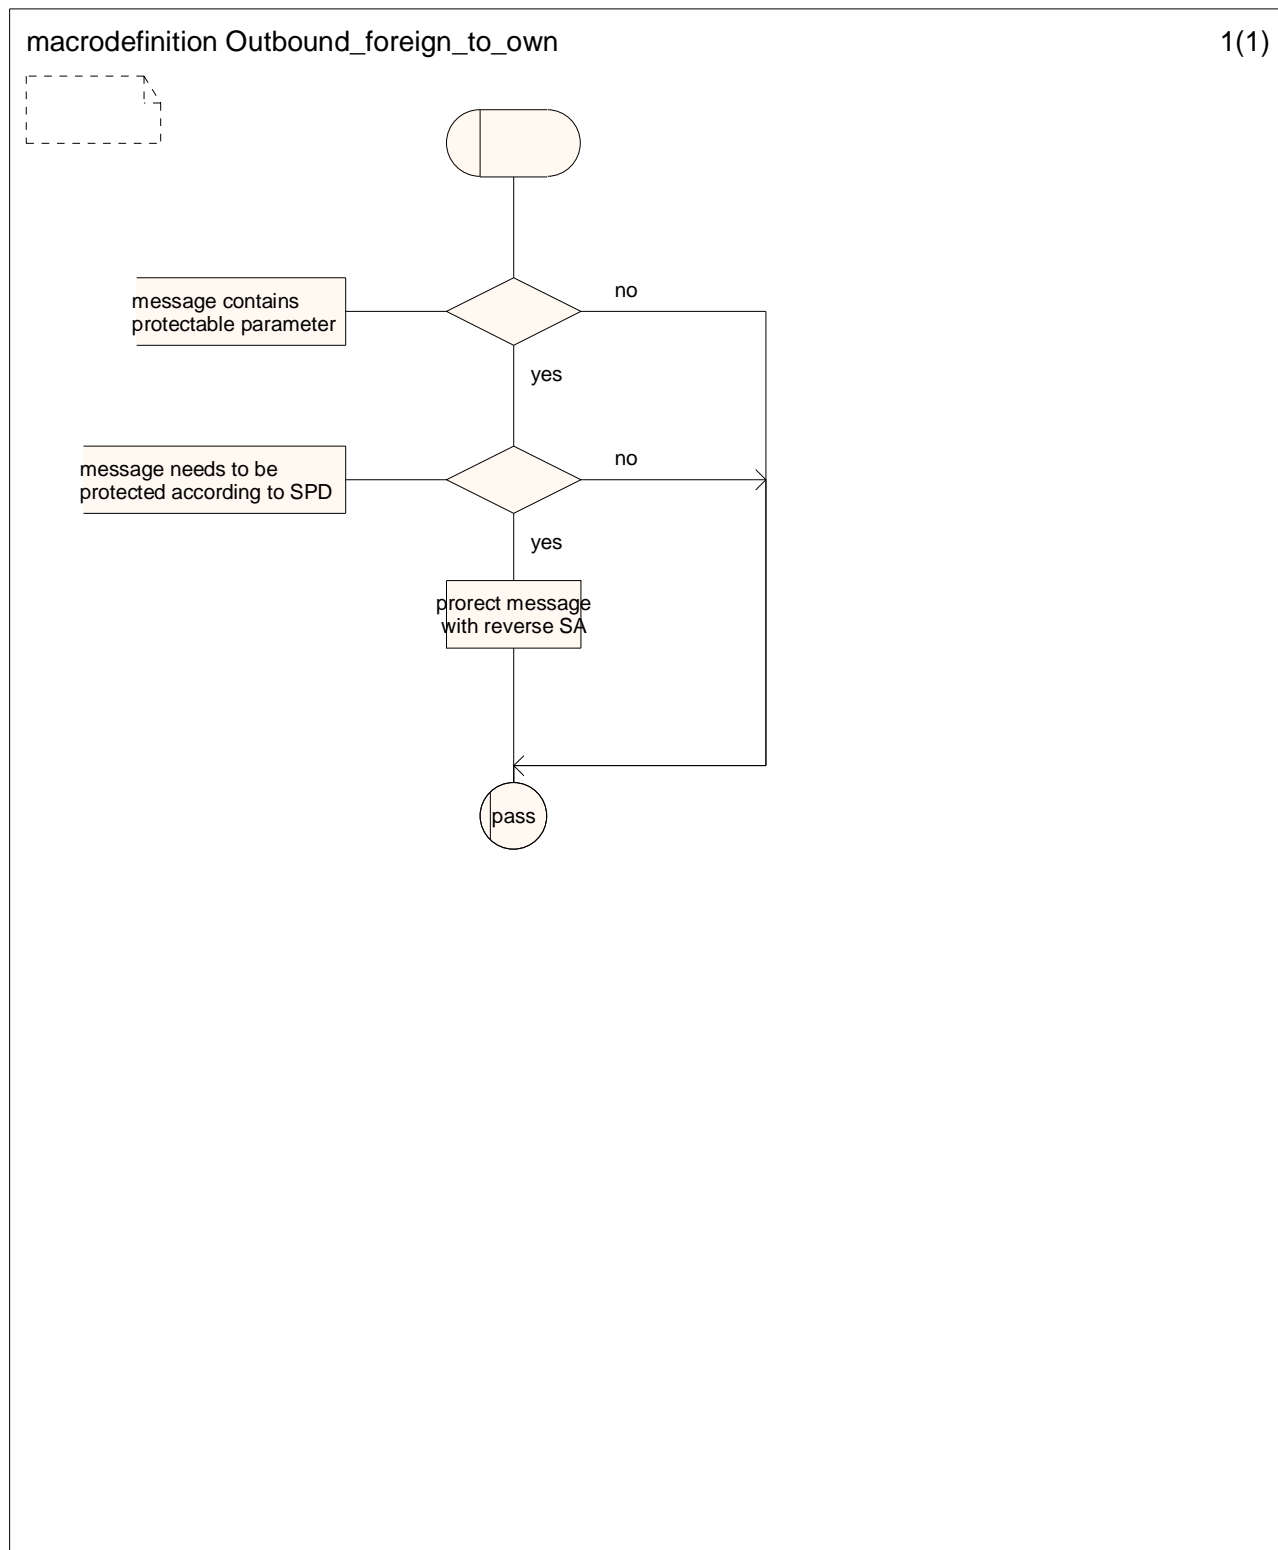 macrodefinition Outbound_foreign_to_own
1(1)
message contains
protectable parameter
no
yes
message needs to be
protected according to SPD
no
yes
prorect message
with reverse SA
pass